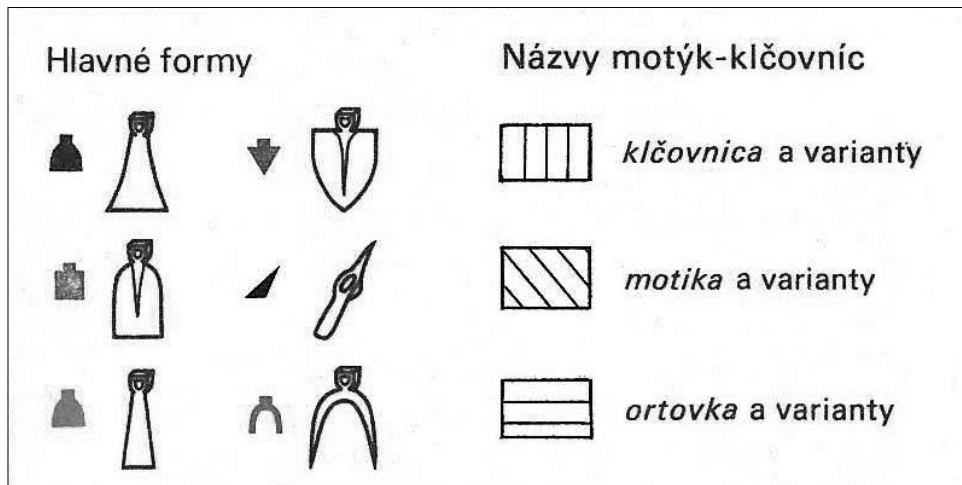 Hlavné formy
Názvy motýk-klčovníc
klčovnica a varianty
motika a varianty
ortovka a varianty